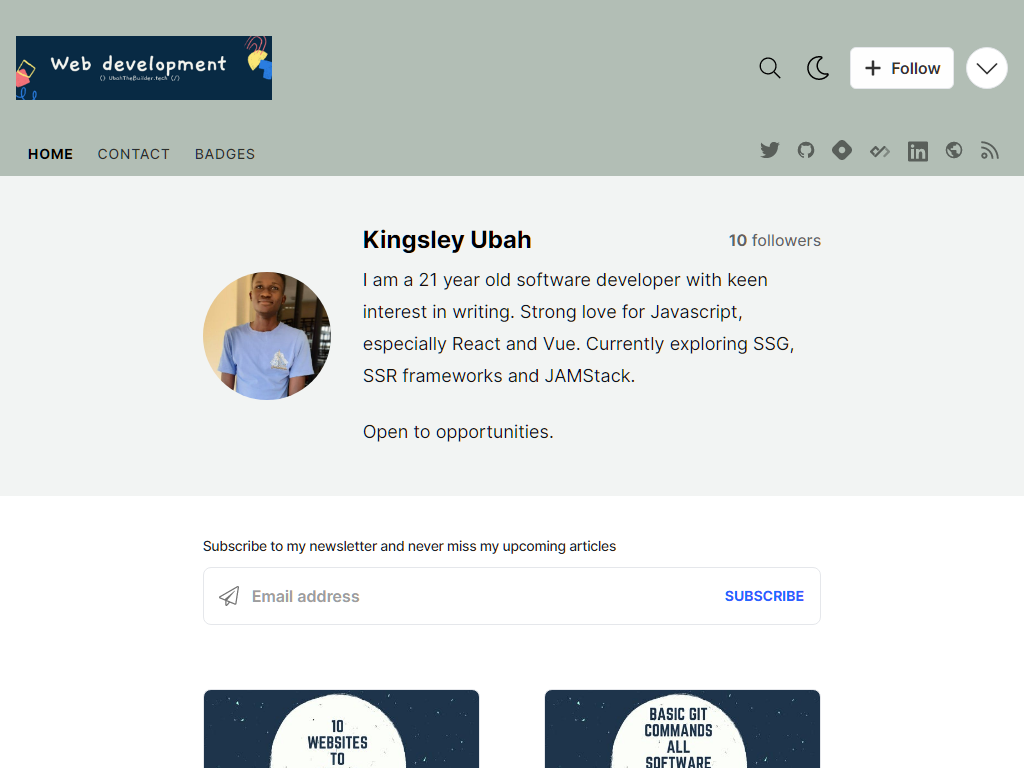 Web development
{} UbahTheBuilder.tech {/}
Follow
HOME CONTACT BADGES
Kingsley Ubah
10 followers
I am a 21 year old software developer with keen
interest in writing. Strong love for Javascript,
especially React and Vue. Currently exploring SSG,
SSR frameworks and JAMStack.
Open to opportunities.
Subscribe to my newsletter and never miss my upcoming articles
Email address
SUBSCRIBE
10
WEBSITES
TO
BASIC GIT
COMMANDS
ALL
SOFTWARE